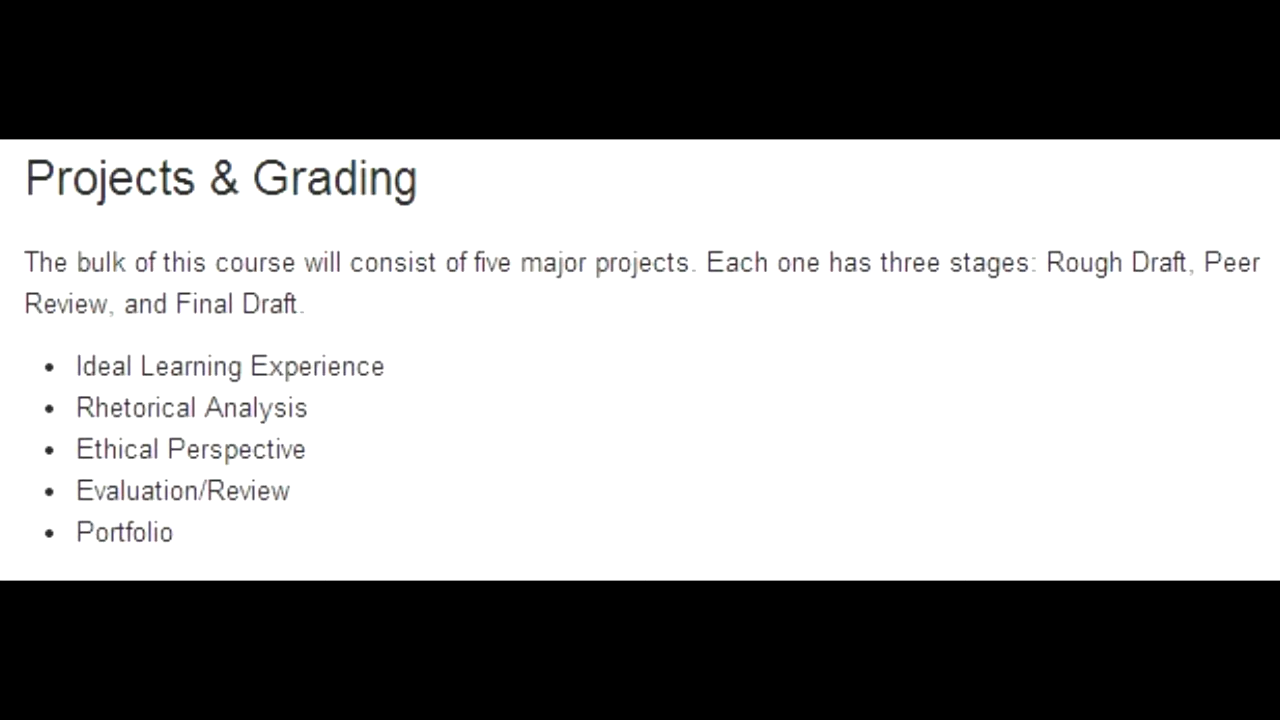 Projects & Grading
The bulk of this course will consist of five major projects. Each one has three stages: Rough Draft, Peer
Review, and Final Draft.
• Ideal Learning Experience
• Rhetorical Analysis
• Ethical Perspective
• Evaluation/Review
• Portfolio